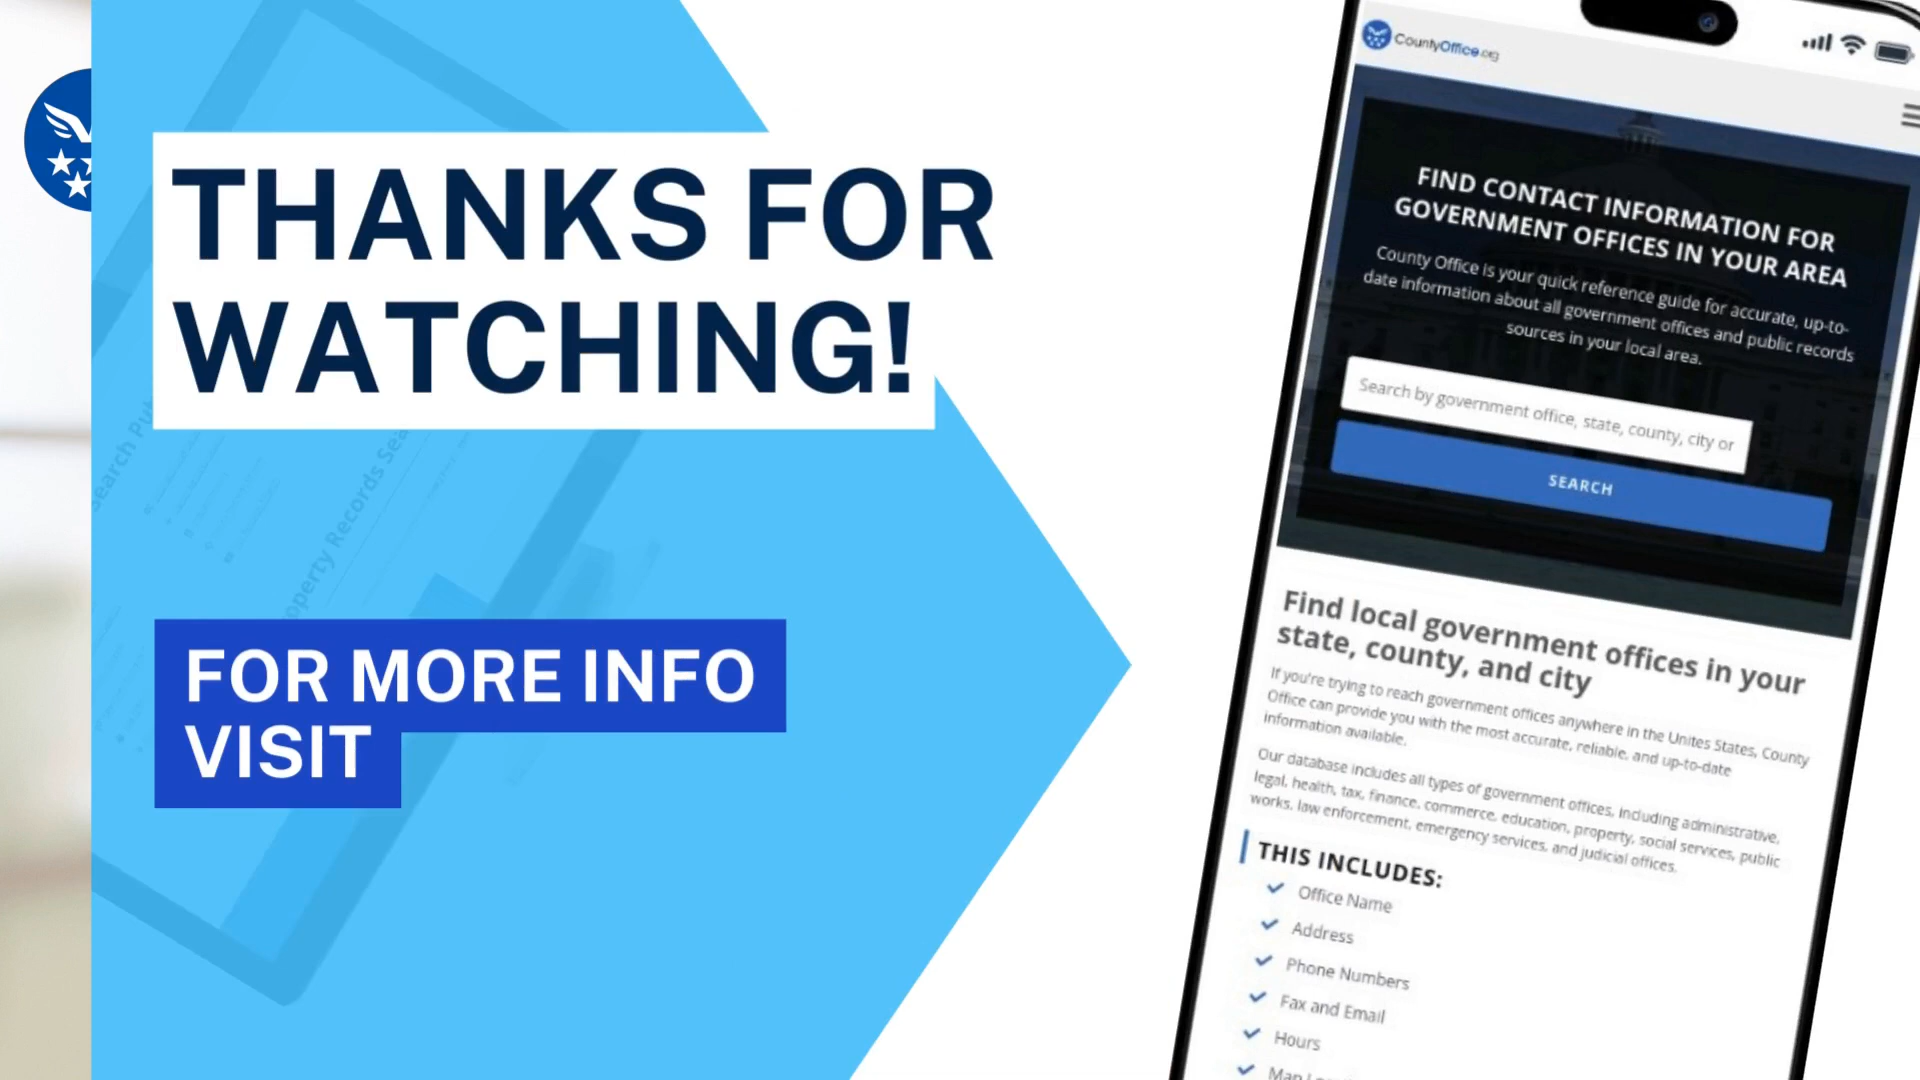 THANKS FOR
WATCHING!
FOR MORE INFO
VISIT
Search
Property Records
CountyOffice.org
FIND CONTACT INFORMATION FOR
GOVERNMENT OFFICES IN YOUR AREA
County Office is your quick reference guide for accurate, up-to-
date information about all government offices and public records
sources in your local area.
Search by government office, state, county, city or
SEARCH
Find local government offices in your
state, county, and city
If you're trying to reach government offices anywhere in the Unites States, County
Office can provide you with the most accurate, reliable, and up-to-date
information available.
Our database includes all types of government offices, including administrative,
legal, health, tax, finance, commerce, education, property, social services, public
works, law enforcement, emergency services, and judicial offices.
THIS INCLUDES:
Office Name
Address
Phone Numbers
Fax and Email
Hours
Map